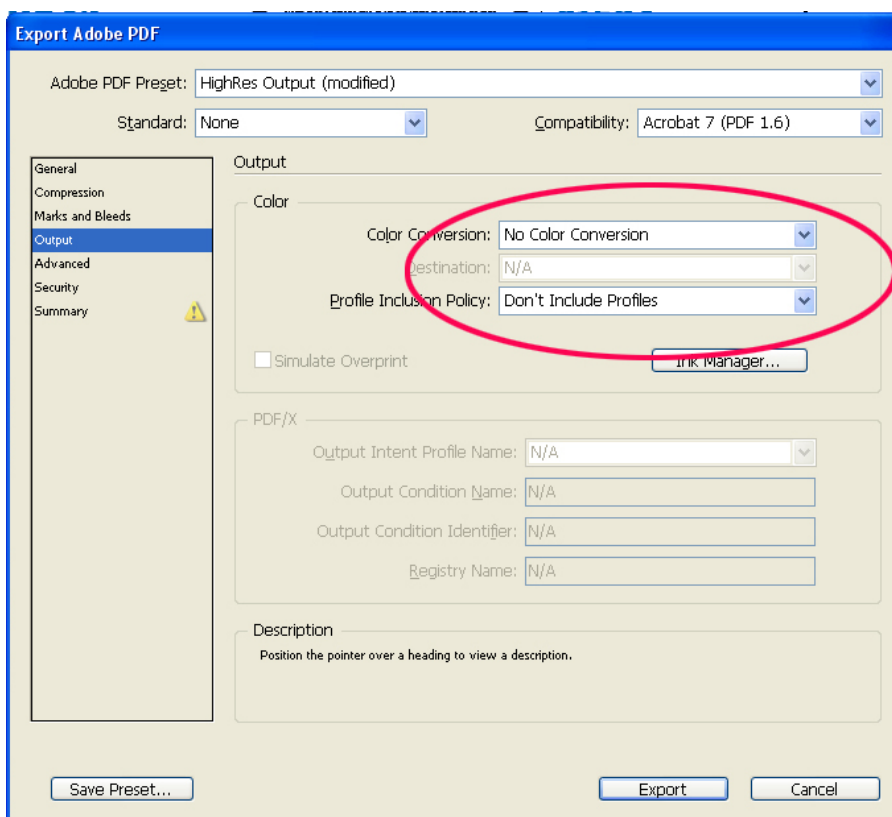 Export Adobe PDF
Adobe PDF Preset: HighRes Output (modified)
Standard: None Compatibility: Acrobat 7 (PDF 1.6)
General
Compression
Marks and Bleeds
Output
Advanced
Security
Summary
Output
Color
Color Conversion: No Color Conversion
Destination: N/A
Profile Inclusion Policy: Don't Include Profiles
Simulate Overprint Ink Manager...
PDF/X
Output Intent Profile Name: N/A
Output Condition Name: N/A
Output Condition Identifier: N/A
Registry Name: N/A
Description
Position the pointer over a heading to view a description.
Save Preset... Export Cancel